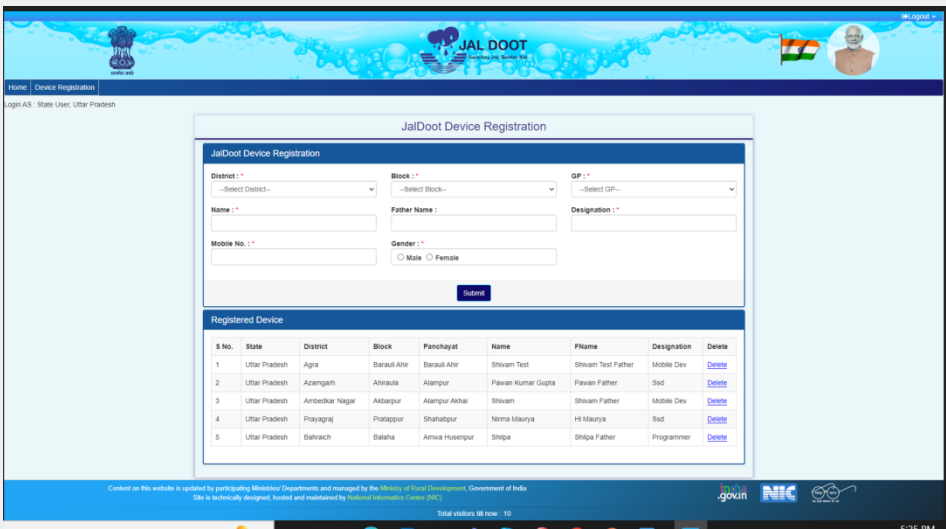 Logout
सत्यमेव जयते
JAL DOOT
Home Device Registration
Login AS : State User, Uttar Pradesh
JalDoot Device Registration
JalDoot Device Registration
District : * Block : * GP : *
--Select District-- --Select Block-- --Select GP--
Name : * Father Name : Designation : *
Mobile No. : * Gender : *
Male Female
Submit
Registered Device
S No. State District Block Panchayat Name FName Designation Delete
1 Uttar Pradesh Agra Barauli Ahir Barauli Ahir Shivam Test Shivam Test Father Mobile Dev Delete
2 Uttar Pradesh Azamgarh Ahiraula Alampur Pawan Kumar Gupta Pawan Father Ssd Delete
3 Uttar Pradesh Ambedkar Nagar Akbarpur Alampur Akhai Shivam Shivam Father Mobile Dev Delete
4 Uttar Pradesh Prayagraj Pratappur Shahabpur Nirma Maurya Hl Maurya Ssd Delete
5 Uttar Pradesh Bahraich Balaha Amwa Husenpur Shilpa Shilpa Father Programmer Delete
Content on this website is updated by participating Ministries/ Departments and managed by the Ministry of Rural Development, Government of India
Site is technically designed, hosted and maintained by National Informatics Centre (NIC)
india
.gov.in NIC
Total visitors till now : 10
5:25 PM